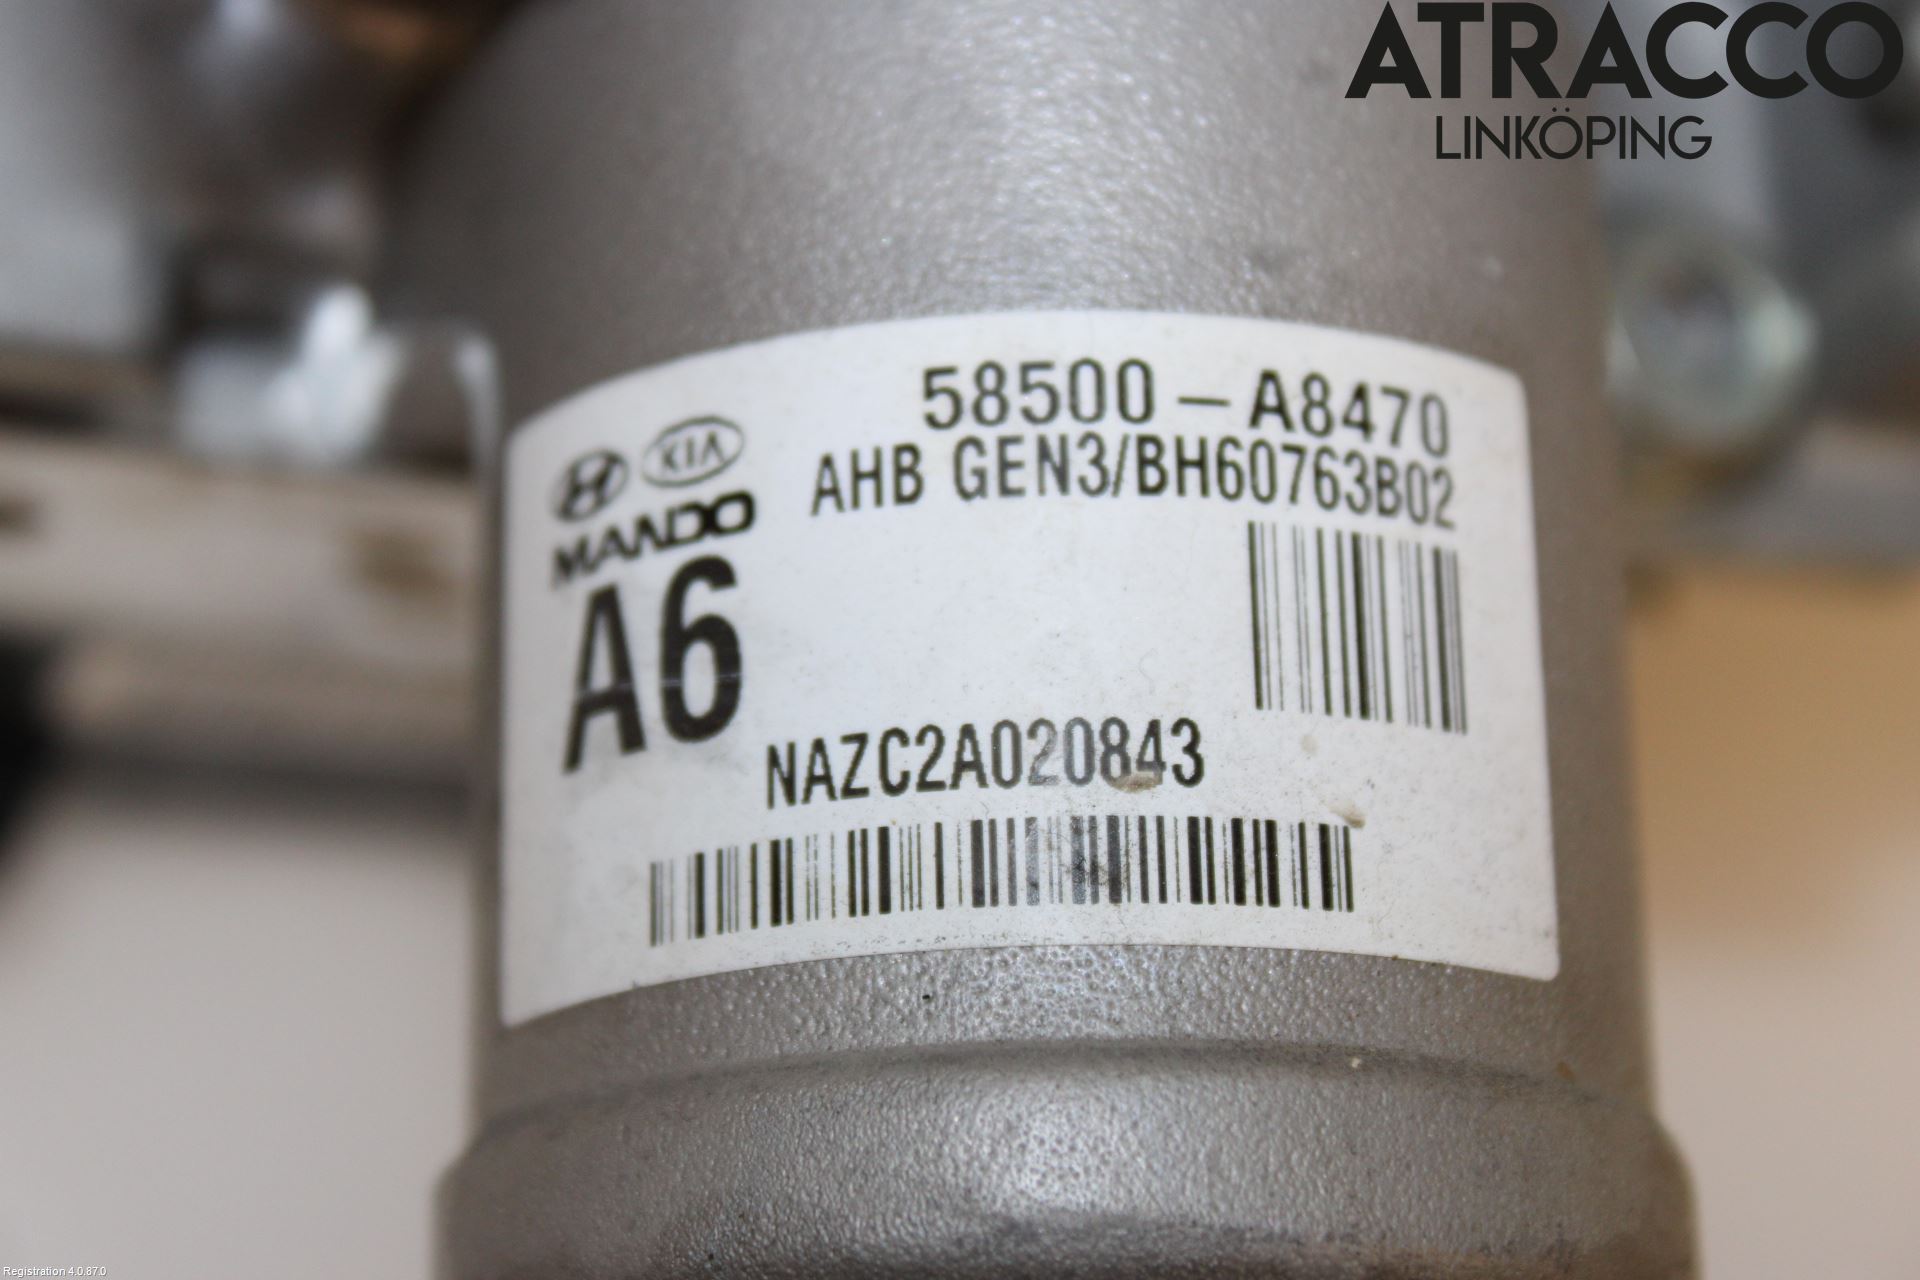 ATRACCO
LINKÖPING
58500-A8470
KIA
AHB GEN3/BH60763B02
MANDO
A6
NAZC2A020843
Registration 4.0.87.0